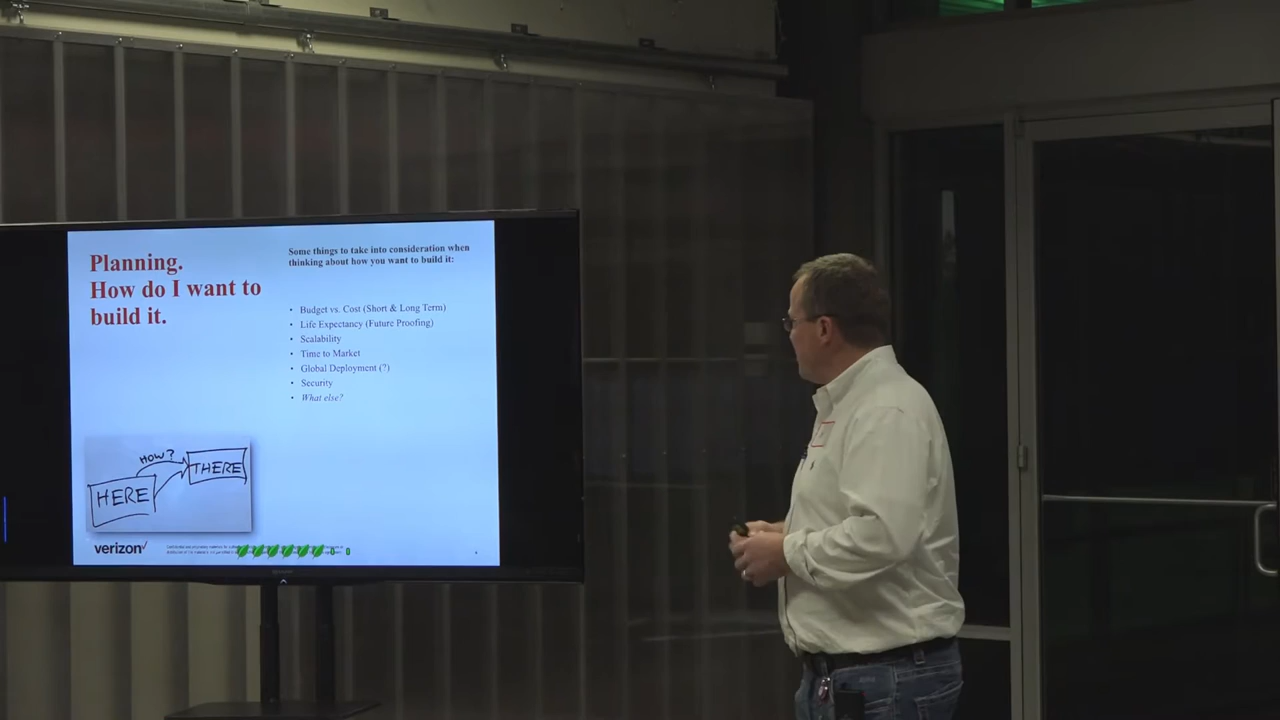 Planning.
How do I want to
build it.
Some things to take into consideration when
thinking about how you want to build it:
• Budget vs. Cost (Short & Long Term)
• Life Expectancy (Future Proofing)
• Scalability
• Time to Market
• Global Deployment (?)
• Security
• What else?
HOW?
THERE
HERE
verizon✓